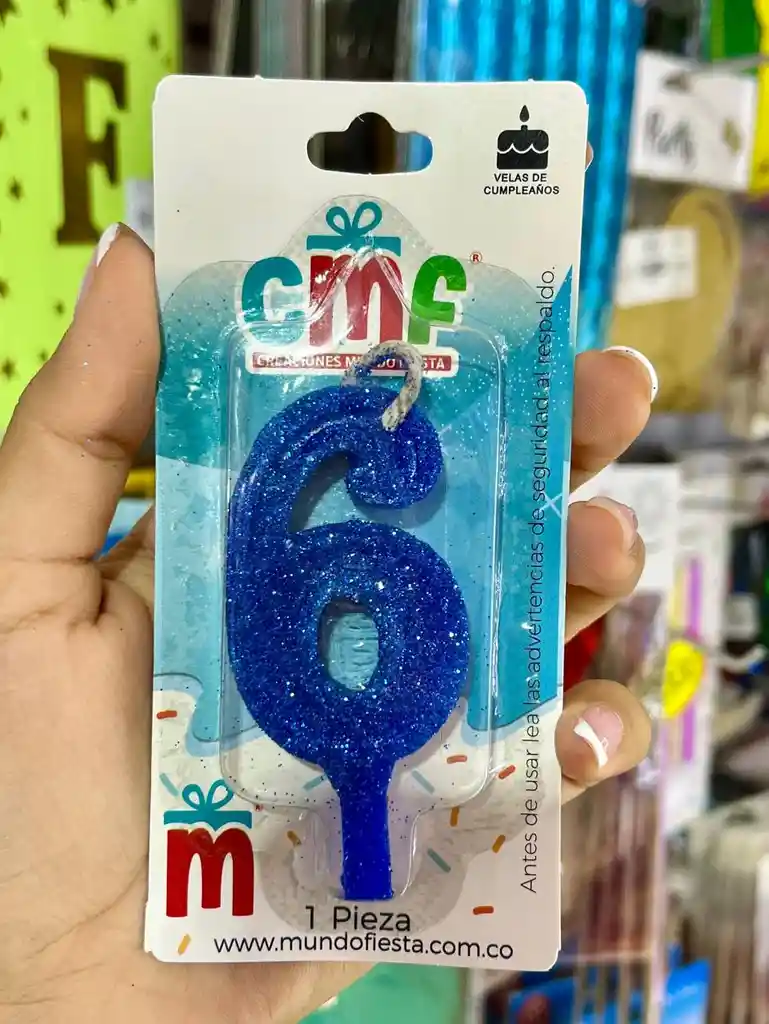 F
VELAS DE
CUMPLEAÑOS
cmf®
CREACIONES MUNDO FIESTA
6
Antes de usar lea las advertencias de seguridad al respaldo.
m®
1 Pieza
www.mundofiesta.com.co